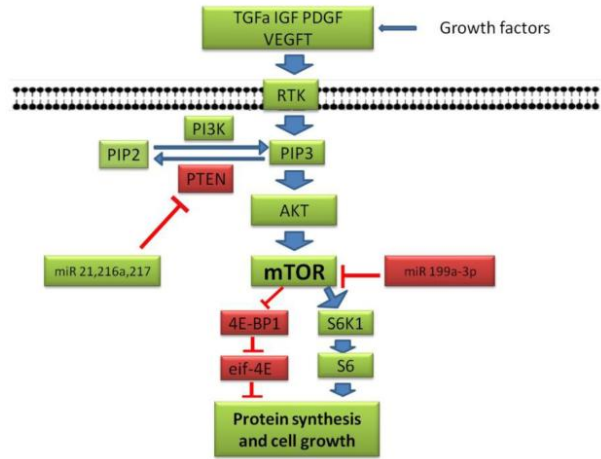 TGFa IGF PDGF
VEGFT
Growth factors
RTK
PI3K
PIP2
PIP3
PTEN
AKT
miR 21,216a,217
mTOR
miR 199a-3p
4E-BP1
S6K1
eif-4E
S6
Protein synthesis
and cell growth